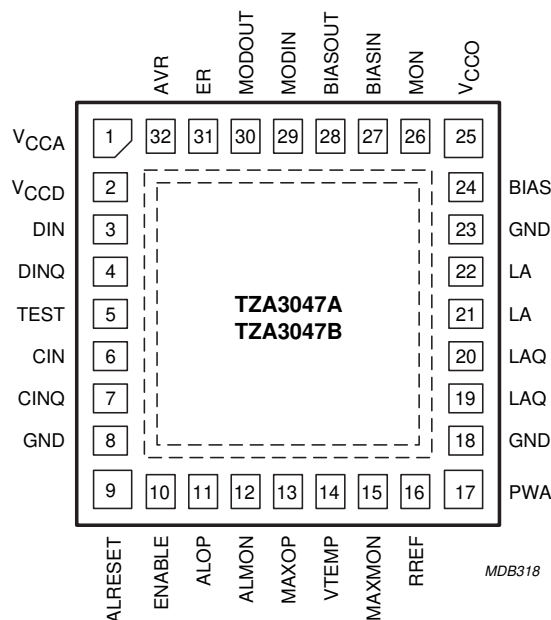 AVR
ER
MODOUT
MODIN
BIASOUT
BIASIN
MON
VCCO
VCCA 1 32 31 30 29 28 27 26 25
VCCD 2 24 BIAS
DIN 3 23 GND
DINQ 4 22 LA
TZA3047A
TEST 5 21 LA
TZA3047B
CIN 6 20 LAQ
CINQ 7 19 LAQ
GND 8 18 GND
9 10 11 12 13 14 15 16 17 PWA
ALRESET
ENABLE
ALOP
ALMON
MAXOP
VTEMP
MAXMON
RREF
MDB318